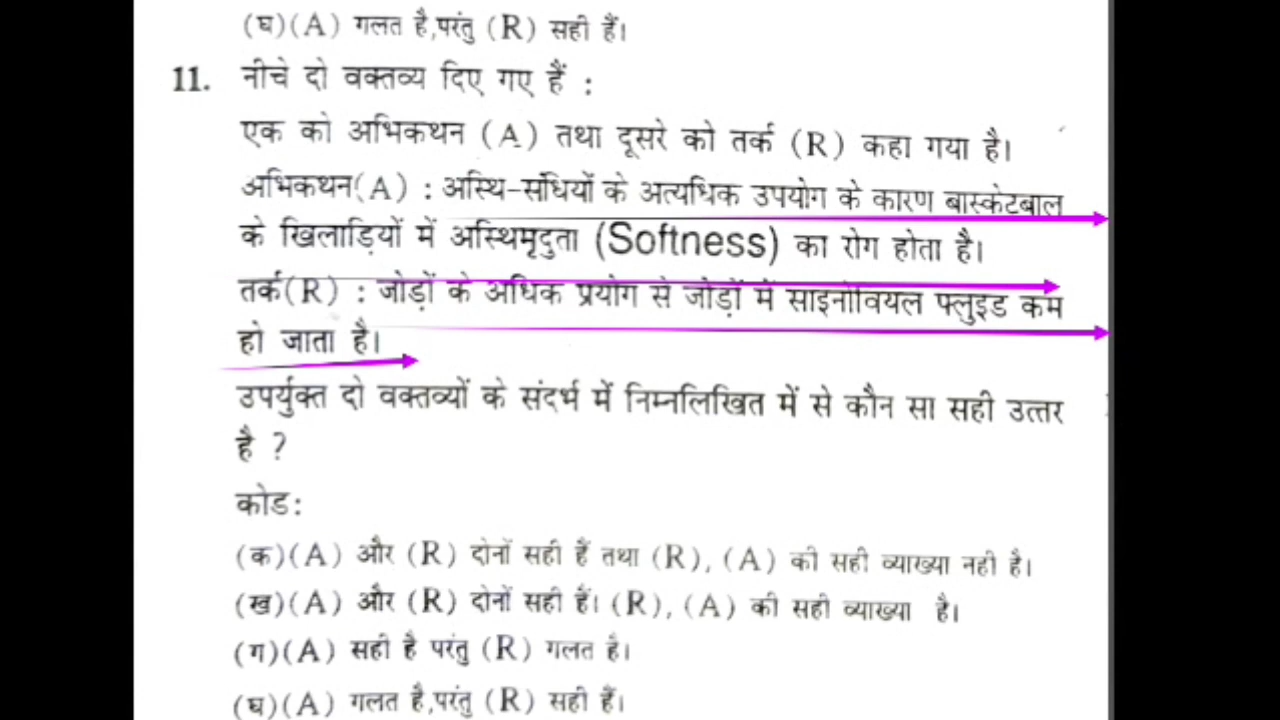 (घ)(A) गलत है,परंतु (R) सही हैं।
11. नीचे दो वक्तव्य दिए गए हैं :
एक को अभिकथन (A) तथा दूसरे को तर्क (R) कहा गया है।
अभिकथन(A) : अस्थि-संधियों के अत्यधिक उपयोग के कारण बास्केटबाल
के खिलाड़ियों में अस्थिमृदुता (Softness) का रोग होता है।
तर्क(R) : जोड़ों के अधिक प्रयोग से जोड़ों में साइनोवियल फ्लुइड कम
हो जाता है।
उपर्युक्त दो वक्तव्यों के संदर्भ में निम्नलिखित में से कौन सा सही उत्तर
है ?
कोड:
(क)(A) और (R) दोनों सही हैं तथा (R), (A) की सही व्याख्या नही है।
(ख)(A) और (R) दोनों सही हैं। (R), (A) की सही व्याख्या है।
(ग)(A) सही है परंतु (R) गलत है।
(घ)(A) गलत है,परंतु (R) सही हैं।